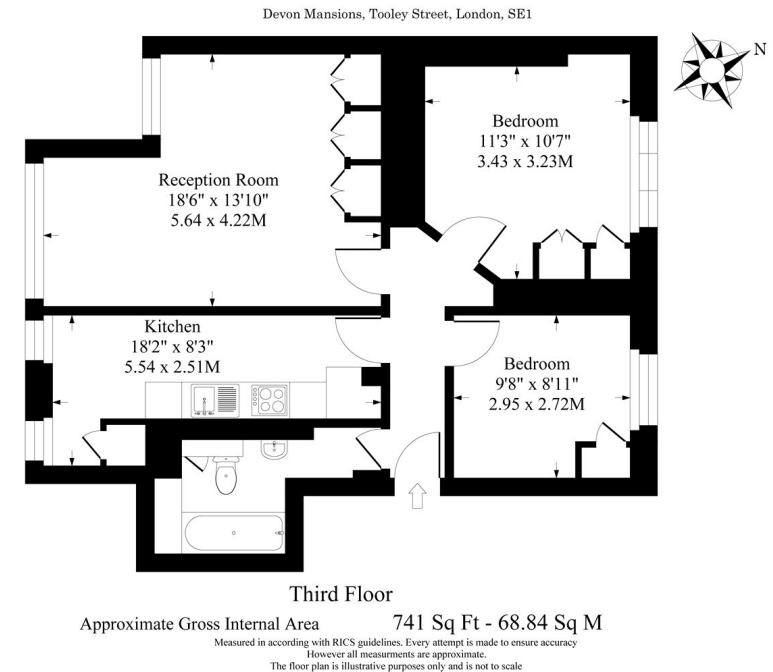 Devon Mansions, Tooley Street, London, SE1
N
Bedroom
11'3" x 10'7"
3.43 x 3.23M
Reception Room
18'6" x 13'10"
5.64 x 4.22M
Kitchen
18'2" x 8'3"
5.54 x 2.51M
Bedroom
9'8" x 8'11"
2.95 x 2.72M
Third Floor
Approximate Gross Internal Area 741 Sq Ft - 68.84 Sq M
Measured in according with RICS guidelines. Every attempt is made to ensure accuracy
However all measurments are approximate.
The floor plan is illustrative purposes only and is not to scale